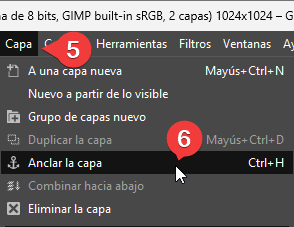 na de 8 bits, GIMP built-in sRGB, 2 capas) 1024x1024 – G
Capa 5 Herramientas Filtros Ventanas Ay
A una capa nueva Mayús+Ctrl+N
Nuevo a partir de lo visible
Grupo de capas nuevo
Duplicar la capa 6 Mayús+Ctrl+D
Anclar la capa Ctrl+H
Combinar hacia abajo
Eliminar la capa